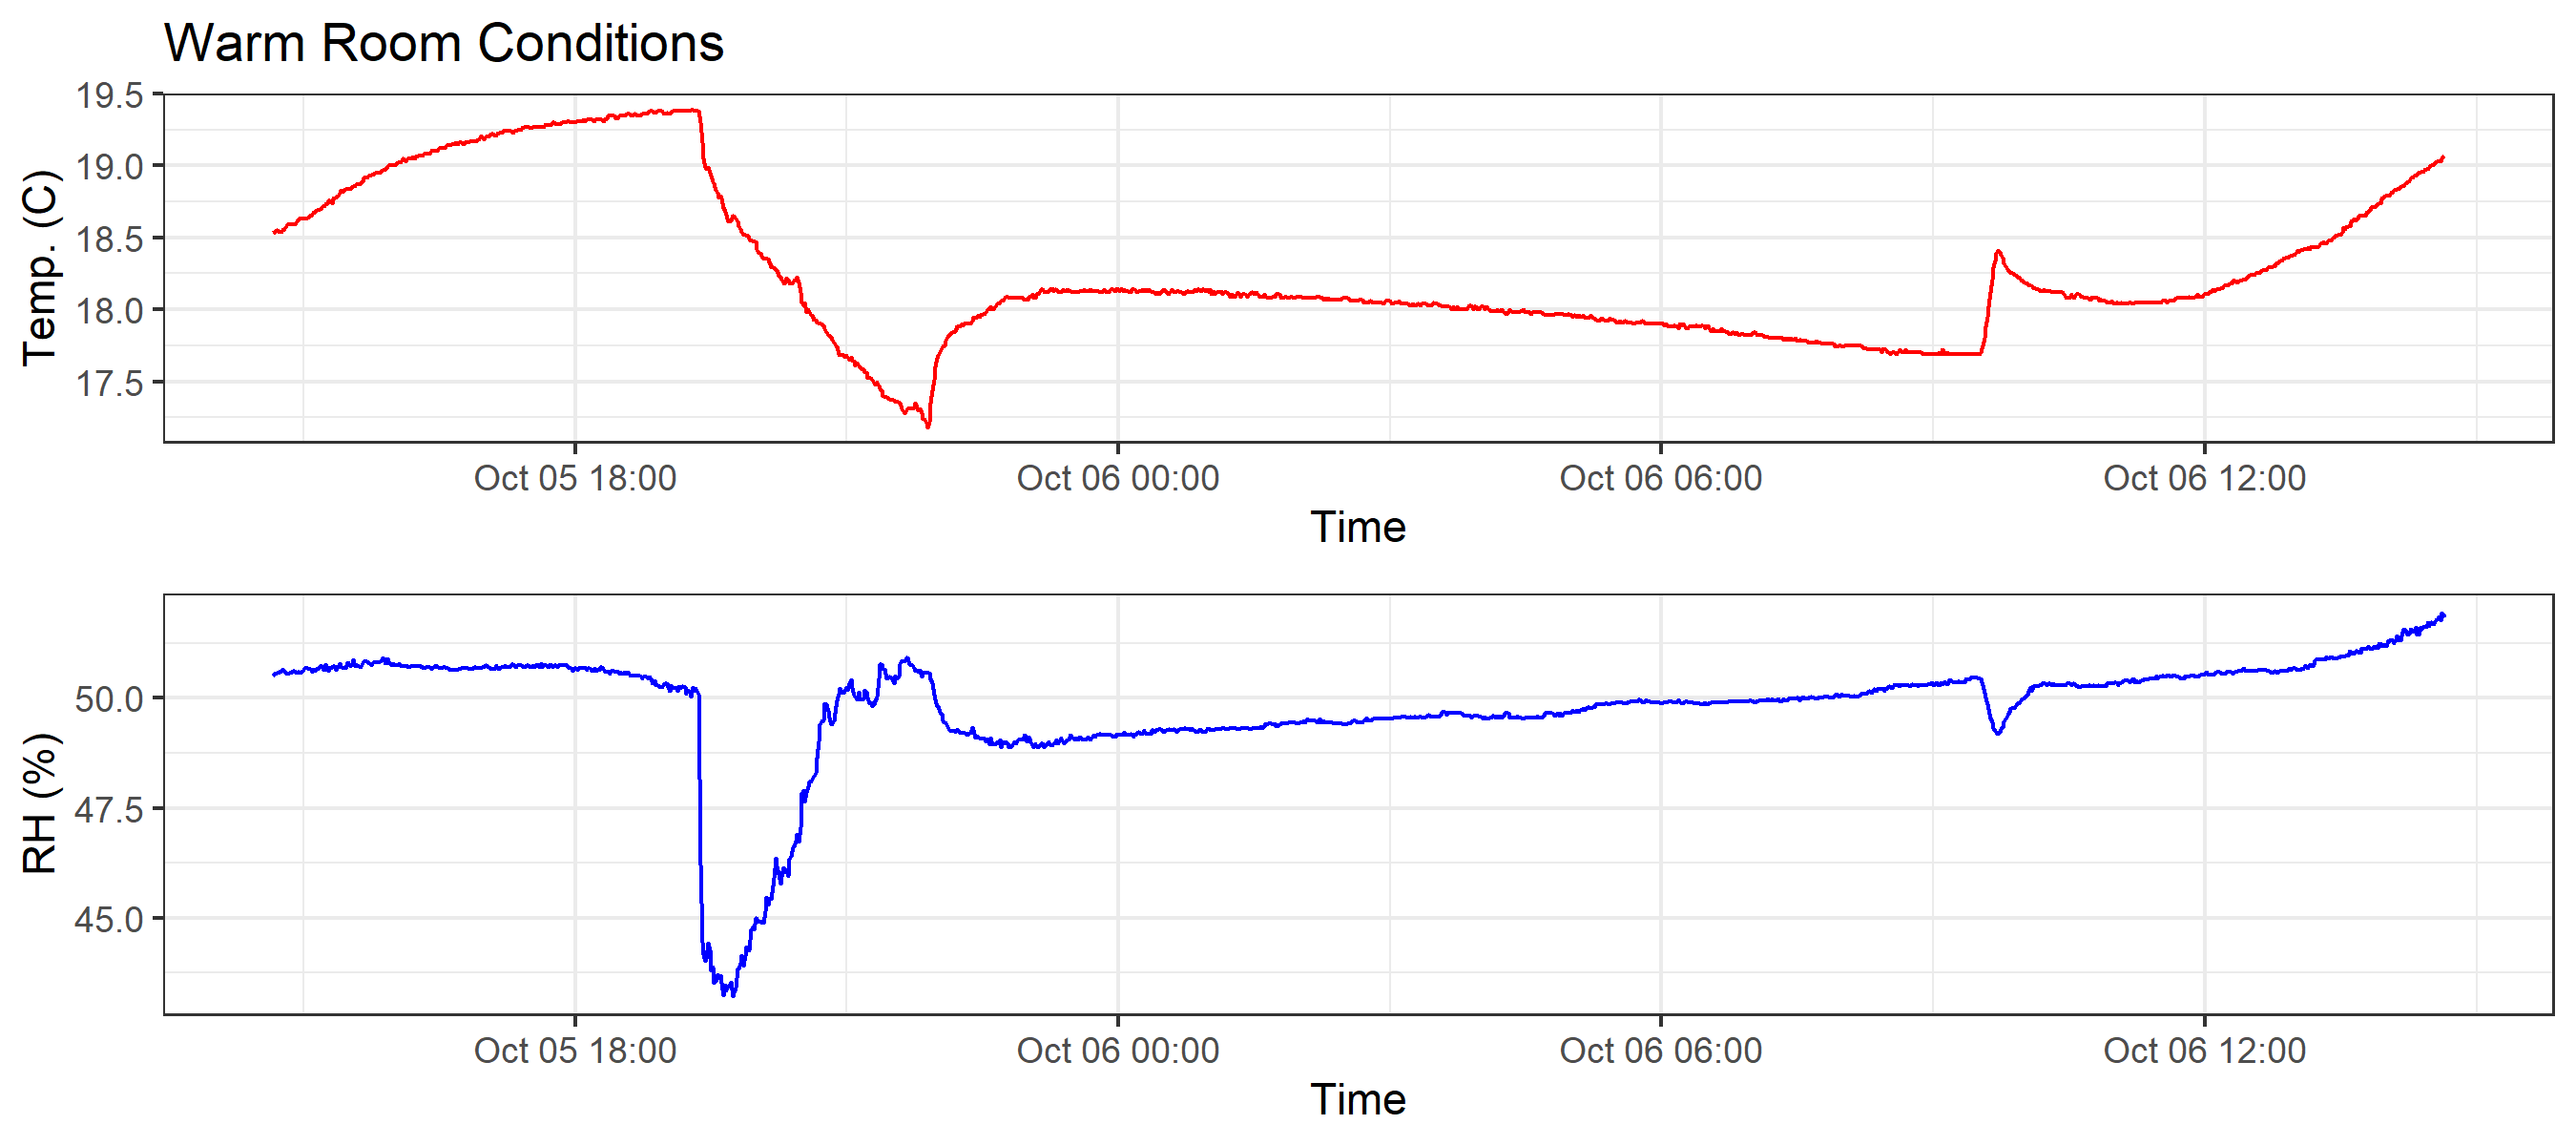 Warm Room Conditions
Temp. (C)
19.5
19.0
18.5
18.0
17.5
Oct 05 18:00 Oct 06 00:00 Oct 06 06:00 Oct 06 12:00
Time
RH (%)
50.0
47.5
45.0
Oct 05 18:00 Oct 06 00:00 Oct 06 06:00 Oct 06 12:00
Time